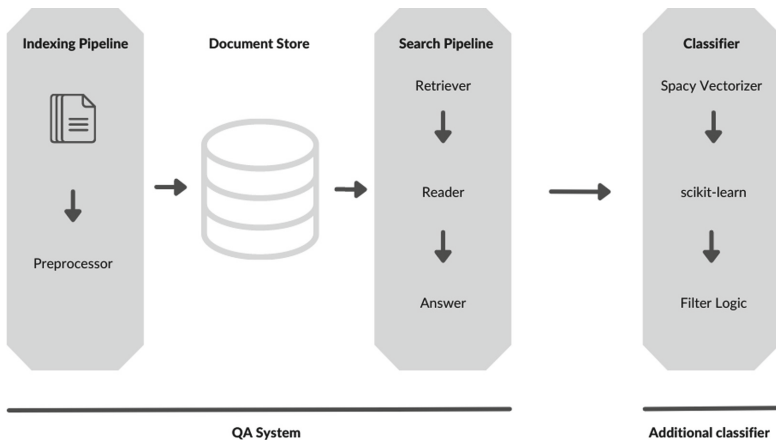 Indexing Pipeline
Preprocessor
Document Store
Search Pipeline
Retriever
Reader
Answer
Classifier
Spacy Vectorizer
scikit-learn
Filter Logic
QA System
Additional classifier